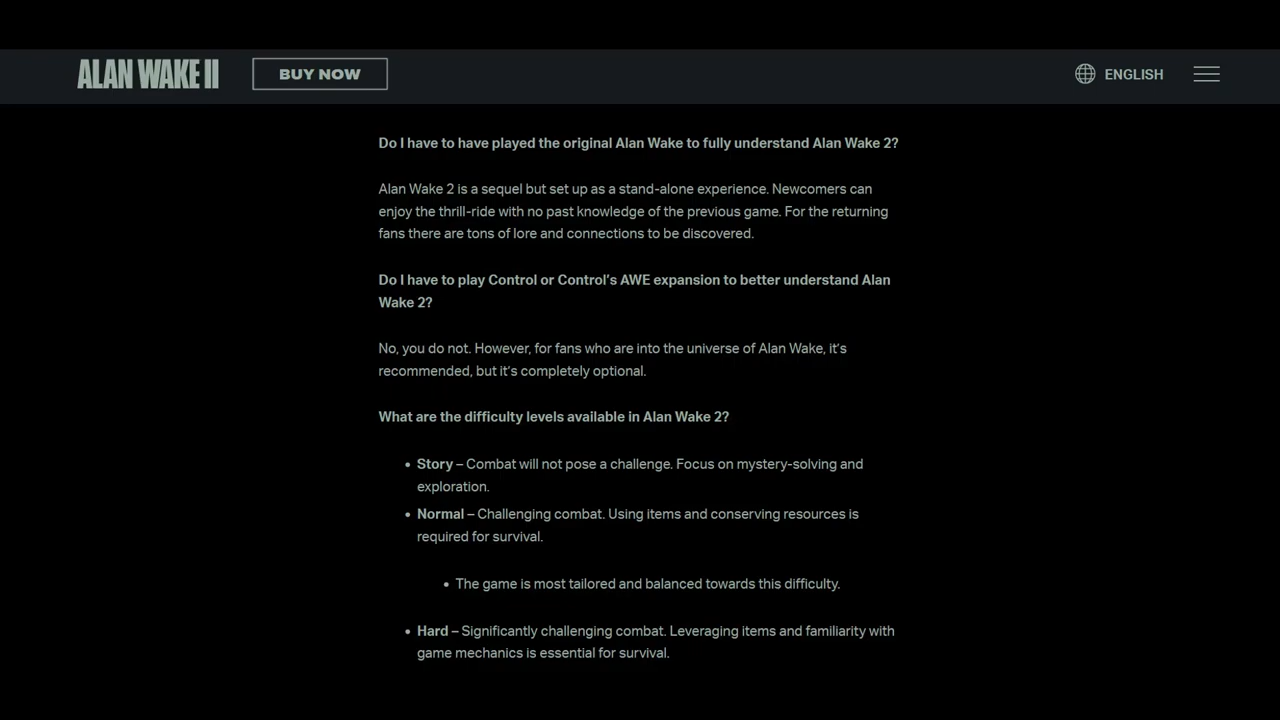 ALAN WAKE II
BUY NOW
ENGLISH
Do I have to have played the original Alan Wake to fully understand Alan Wake 2?
Alan Wake 2 is a sequel but set up as a stand-alone experience. Newcomers can
enjoy the thrill-ride with no past knowledge of the previous game. For the returning
fans there are tons of lore and connections to be discovered.
Do I have to play Control or Control’s AWE expansion to better understand Alan
Wake 2?
No, you do not. However, for fans who are into the universe of Alan Wake, it’s
recommended, but it’s completely optional.
What are the difficulty levels available in Alan Wake 2?
• Story – Combat will not pose a challenge. Focus on mystery-solving and
exploration.
• Normal – Challenging combat. Using items and conserving resources is
required for survival.
• The game is most tailored and balanced towards this difficulty.
• Hard – Significantly challenging combat. Leveraging items and familiarity with
game mechanics is essential for survival.